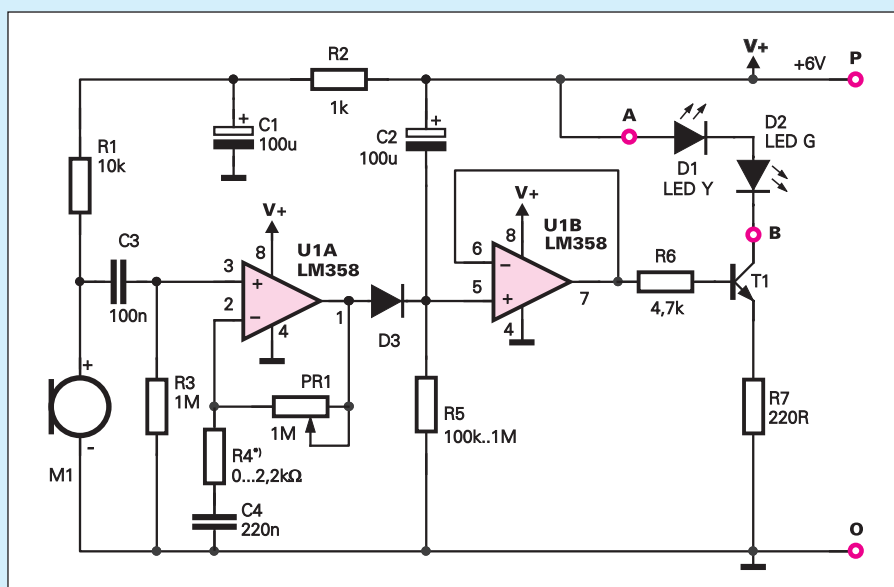 R2
1k
V+
+6V
P
C1
100u
+
C2
100u
+
A
D1
LED Y
D2
LED G
B
R1
10k
C3
100n
V+
8
U1A
LM358
3
+
2
−
4
1
D3
V+
8
U1B
LM358
6
−
5
+
4
7
R6
4,7k
T1
+
M1
-
R3
1M
PR1
1M
R4*)
0...2,2kΩ
C4
220n
R5
100k..1M
R7
220R
O